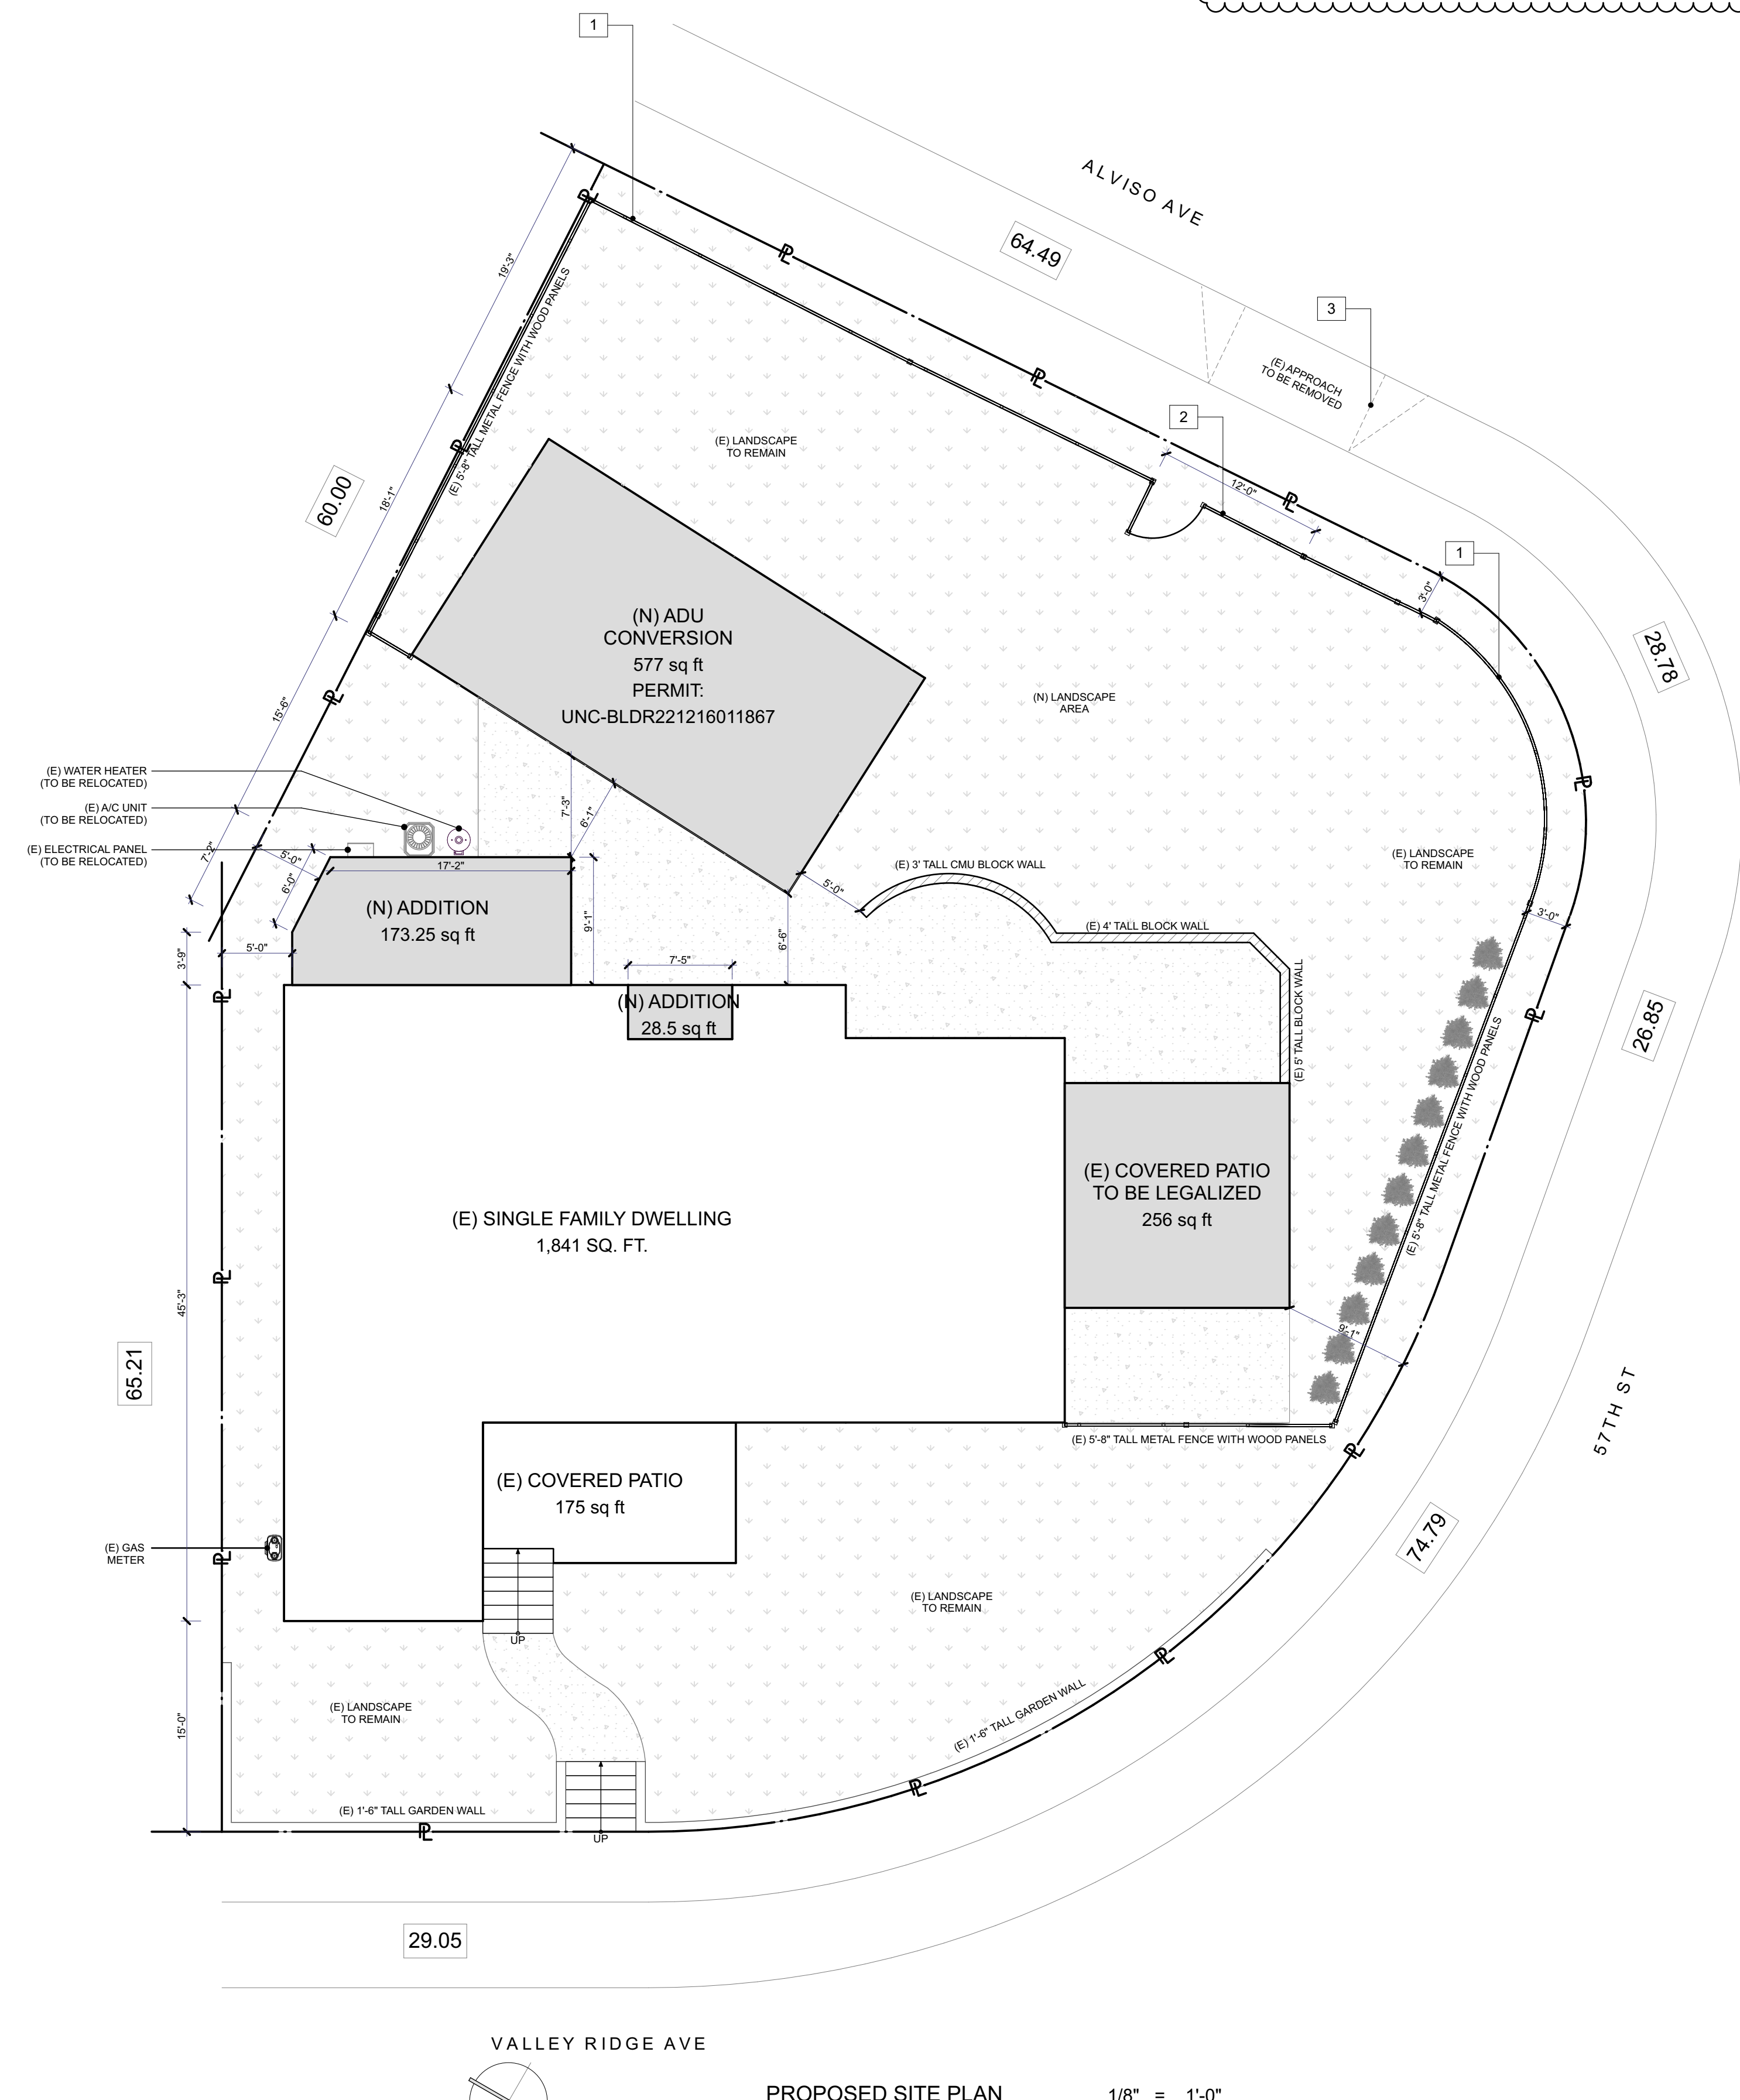 1
ALVISO AVE
64.49
19'-3"
(E) 5'-8" TALL METAL FENCE WITH WOOD PANELS
3
(E) APPROACH
TO BE REMOVED
2
(E) LANDSCAPE
TO REMAIN
60.00
18'-1"
12'-0"
1
3'-0"
28.78
(N) ADU
CONVERSION
577 sq ft
PERMIT:
UNC-BLDR221216011867
(N) LANDSCAPE
AREA
15'-6"
(E) WATER HEATER
(TO BE RELOCATED)
(E) A/C UNIT
(TO BE RELOCATED)
(E) ELECTRICAL PANEL
(TO BE RELOCATED)
7'-2"
5'-0"
6'-0"
17'-2"
7'-3"
6'-1"
(E) 3' TALL CMU BLOCK WALL
(E) LANDSCAPE
TO REMAIN
5'-0"
(N) ADDITION
173.25 sq ft
9'-1"
6'-6"
(E) 4' TALL BLOCK WALL
3'-0"
5'-0"
3'-9"
7'-5"
(N) ADDITION
28.5 sq ft
(E) 5' TALL BLOCK WALL
26.85
(E) 5'-8" TALL METAL FENCE WITH WOOD PANELS
(E) COVERED PATIO
TO BE LEGALIZED
256 sq ft
(E) SINGLE FAMILY DWELLING
1,841 SQ. FT.
45'-3"
9'-1"
65.21
57TH ST
(E) 5'-8" TALL METAL FENCE WITH WOOD PANELS
(E) COVERED PATIO
175 sq ft
74.79
(E) GAS
METER
(E) LANDSCAPE
TO REMAIN
UP
(E) LANDSCAPE
TO REMAIN
15'-0"
(E) 1'-6" TALL GARDEN WALL
(E) 1'-6" TALL GARDEN WALL
UP
29.05
VALLEY RIDGE AVE
PROPOSED SITE PLAN
1/8" = 1'-0"